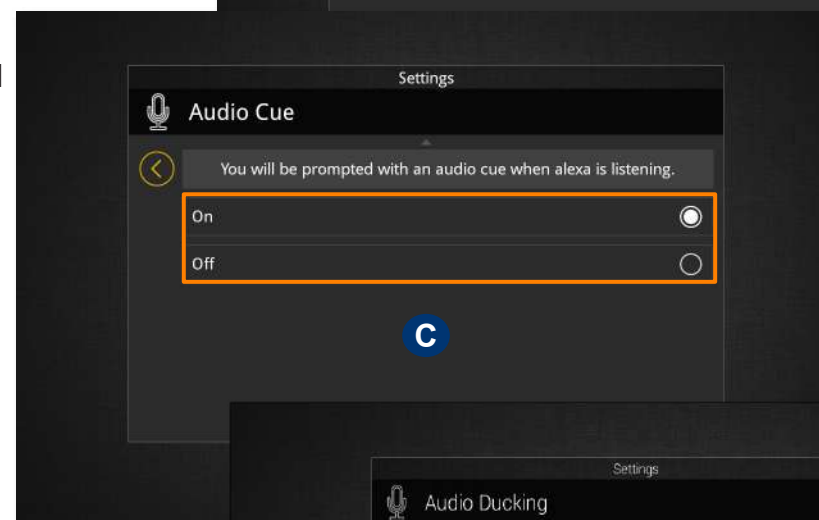 Settings
Audio Cue
You will be prompted with an audio cue when alexa is listening.
On
Off
C
Settings
Audio Ducking